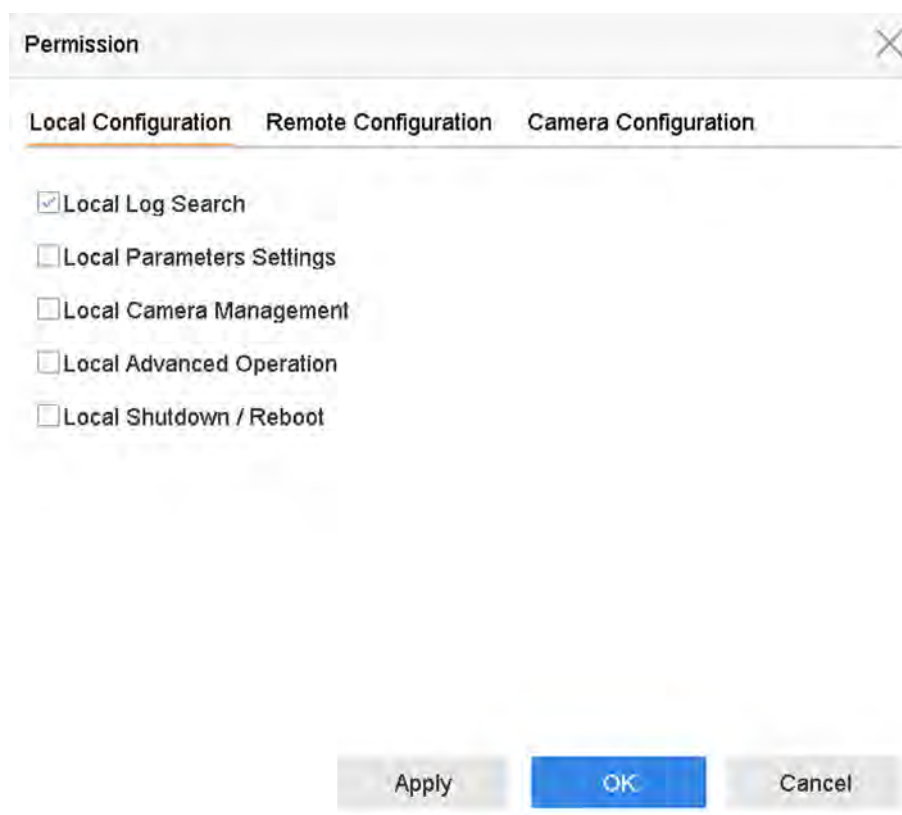 Permission
Local Configuration Remote Configuration Camera Configuration
Local Log Search
Local Parameters Settings
Local Camera Management
Local Advanced Operation
Local Shutdown / Reboot
Apply OK Cancel